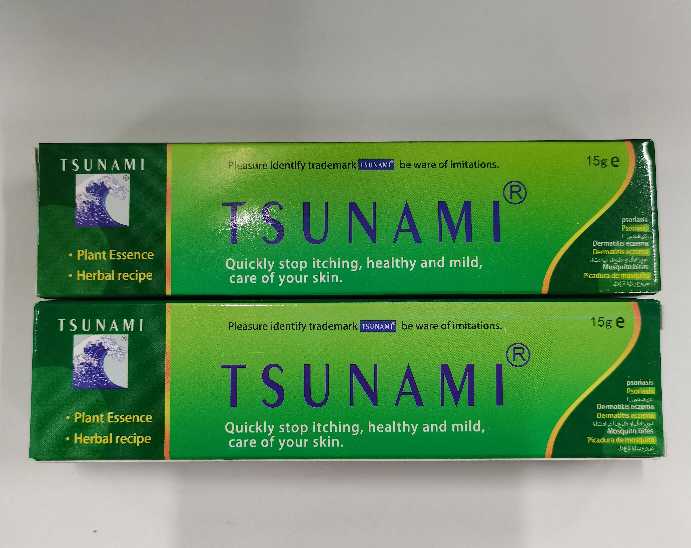 TSUNAMI
®
• Plant Essence
• Herbal recipe
Pleasure identify trademark TSUNAMI® be ware of imitations.
15g e
TSUNAMI®
Quickly stop itching, healthy and mild,
care of your skin.
psoriasis
Psoriasis
Dermatitis eczema
Dermatitis eczema
Mosquito bites
Picadura de mosquito
TSUNAMI
• Plant Essence
• Herbal recipe
Pleasure identify trademark TSUNAMI® be ware of imitations.
15g e
TSUNAMI®
Quickly stop itching, healthy and mild,
care of your skin.
psoriasis
Psoriasis
Dermatitis eczema
Dermatitis eczema
Mosquito bites
Picadura de mosquito